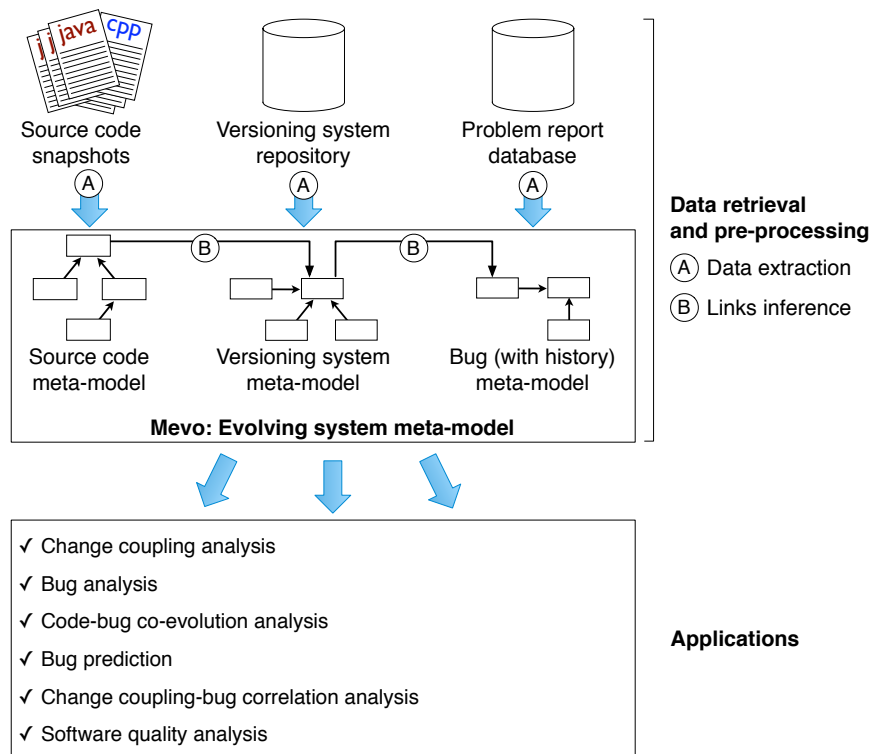 j j java cpp
Source code
snapshots
Versioning system
repository
Problem report
database
A
A
A
Data retrieval
and pre-processing
A Data extraction
B Links inference
B
B
Source code
meta-model
Versioning system
meta-model
Bug (with history)
meta-model
Mevo: Evolving system meta-model
✓ Change coupling analysis
✓ Bug analysis
✓ Code-bug co-evolution analysis
✓ Bug prediction
✓ Change coupling-bug correlation analysis
✓ Software quality analysis
Applications